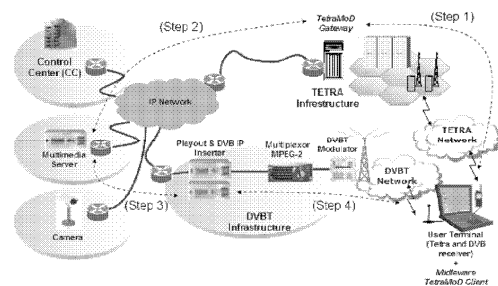 (Step 2)
(Step 1)
TetraMoD
Gateway
Control
Center (CC)
TETRA
Infrastructure
IP Network
Multimedia
Server
Playout & DVB IP
Inserter
Multiplexor
MPEG-2
DVBT
Modulator
TETRA
Network
DVBT
Network
(Step 3)
(Step 4)
DVBT
Infrastructure
Camera
User Terminal
(Tetra and DVB
receiver)
+
Midleware
TetraMoD Client